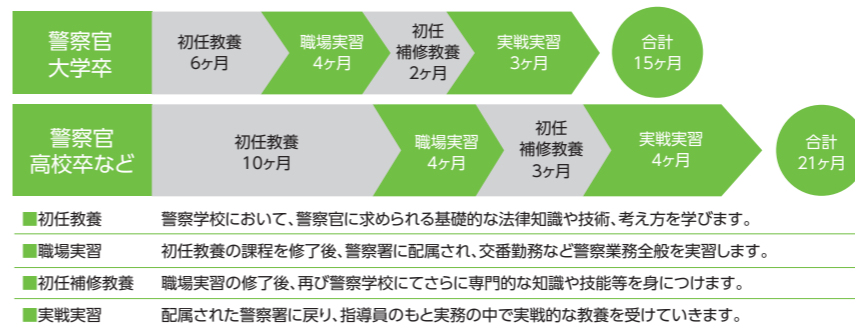 警察官
大学卒
初任教養
6ヶ月
職場実習
4ヶ月
初任
補修教養
2ヶ月
実戦実習
3ヶ月
合計
15ヶ月
警察官
高校卒など
初任教養
10ヶ月
職場実習
4ヶ月
初任
補修教養
3ヶ月
実戦実習
4ヶ月
合計
21ヶ月
■初任教養 警察学校において、警察官に求められる基礎的な法律知識や技術、考え方を学びます。
■職場実習 初任教養の課程を修了後、警察署に配属され、交番勤務など警察業務全般を実習します。
■初任補修教養 職場実習の修了後、再び警察学校にてさらに専門的な知識や技能等を身につけます。
■実戦実習 配属された警察署に戻り、指導員のもと実務の中で実戦的な教養を受けていきます。